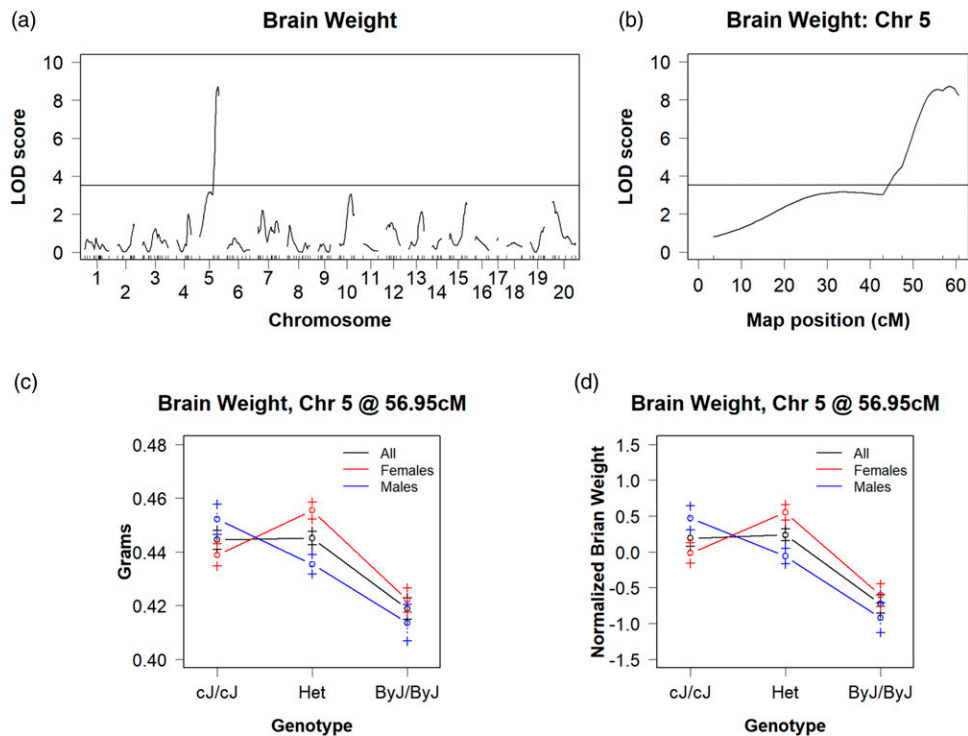 (a)
Brain Weight
LOD score
10
8
6
4
2
0
1 3 5 7 9 11 13 15 17 19
2 4 6 8 10 12 14 16 18 20
Chromosome
(b)
Brain Weight: Chr 5
LOD score
10
8
6
4
2
0
0 10 20 30 40 50 60
Map position (cM)
(c)
Brain Weight, Chr 5 @ 56.95cM
Grams
0.48
0.46
0.44
0.42
0.40
All
Females
Males
cJ/cJ Het ByJ/ByJ
Genotype
(d)
Brain Weight, Chr 5 @ 56.95cM
Normalized Brian Weight
1.5
1.0
0.5
0.0
-0.5
-1.0
-1.5
All
Females
Males
cJ/cJ Het ByJ/ByJ
Genotype